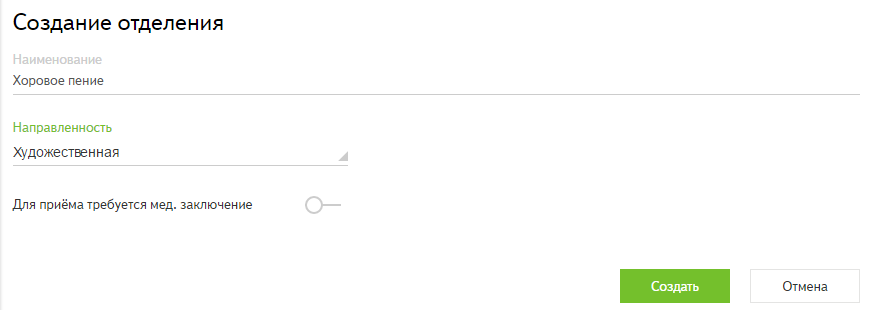 Создание отделения
Наименование
Хоровое пение
Направленность
Художественная
Для приёма требуется мед. заключение
Создать
Отмена